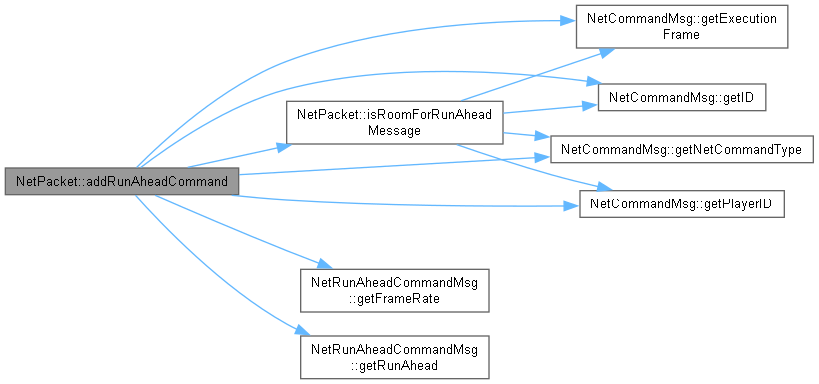 NetCommandMsg::getExecution
Frame
NetCommandMsg::getID
NetPacket::isRoomForRunAhead
Message
NetCommandMsg::getNetCommandType
NetPacket::addRunAheadCommand
NetCommandMsg::getPlayerID
NetRunAheadCommandMsg
::getFrameRate
NetRunAheadCommandMsg
::getRunAhead